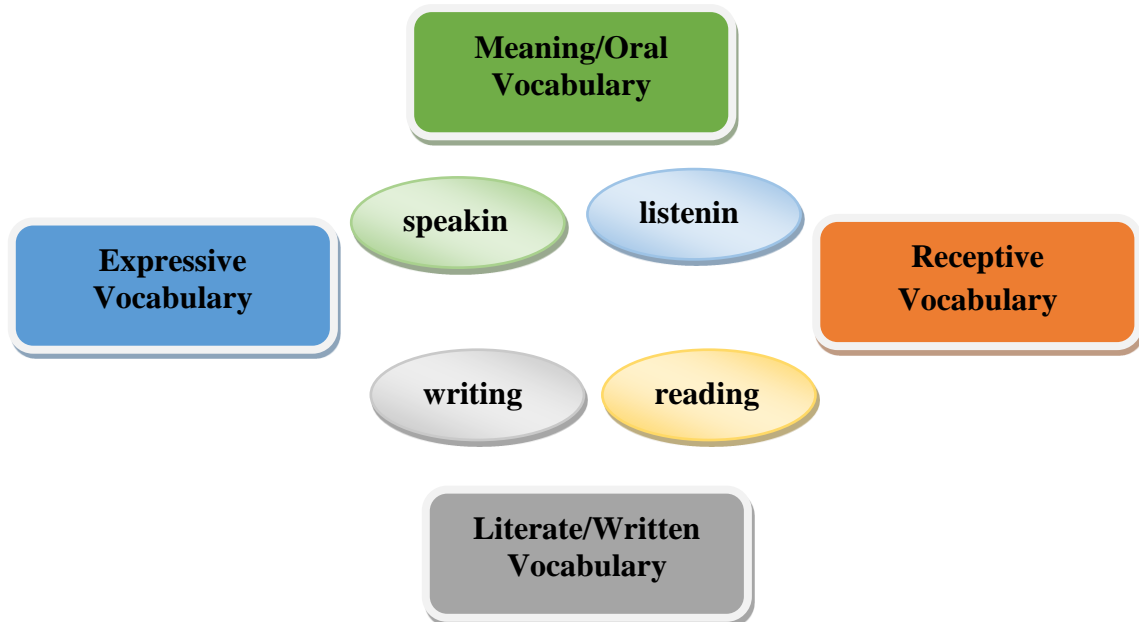 Meaning/Oral
Vocabulary
speakin
listenin
Expressive
Vocabulary
Receptive
Vocabulary
writing
reading
Literate/Written
Vocabulary